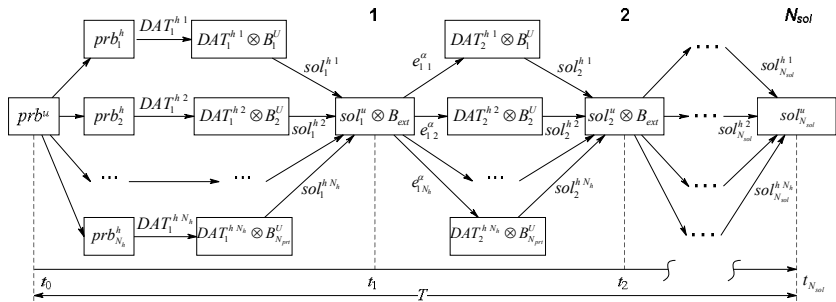 1 2 N_sol
prb^u
prb_1^h DAT_1^{h 1} DAT_1^{h 1} ⊗ B_1^U sol_1^{h 1} e_{1 1}^α DAT_2^{h 1} ⊗ B_1^U sol_2^{h 1} ... sol_{N_sol}^{h 1}
prb_2^h DAT_1^{h 2} DAT_1^{h 2} ⊗ B_2^U sol_1^{h 2} sol_1^u ⊗ B_ext e_{1 2}^α DAT_2^{h 2} ⊗ B_2^U sol_2^{h 2} sol_2^u ⊗ B_ext ... sol_{N_sol}^{h 2} sol_{N_sol}^u
... ... sol_1^{h N_h} e_{1 N_h}^α ... sol_2^{h N_h} ... sol_{N_sol}^{h N_h}
prb_{N_h}^h DAT_1^{h N_h} DAT_1^{h N_h} ⊗ B_{N_prt}^U DAT_2^{h N_h} ⊗ B_{N_prt}^U ...
t_0 t_1 t_2 t_{N_sol}
T